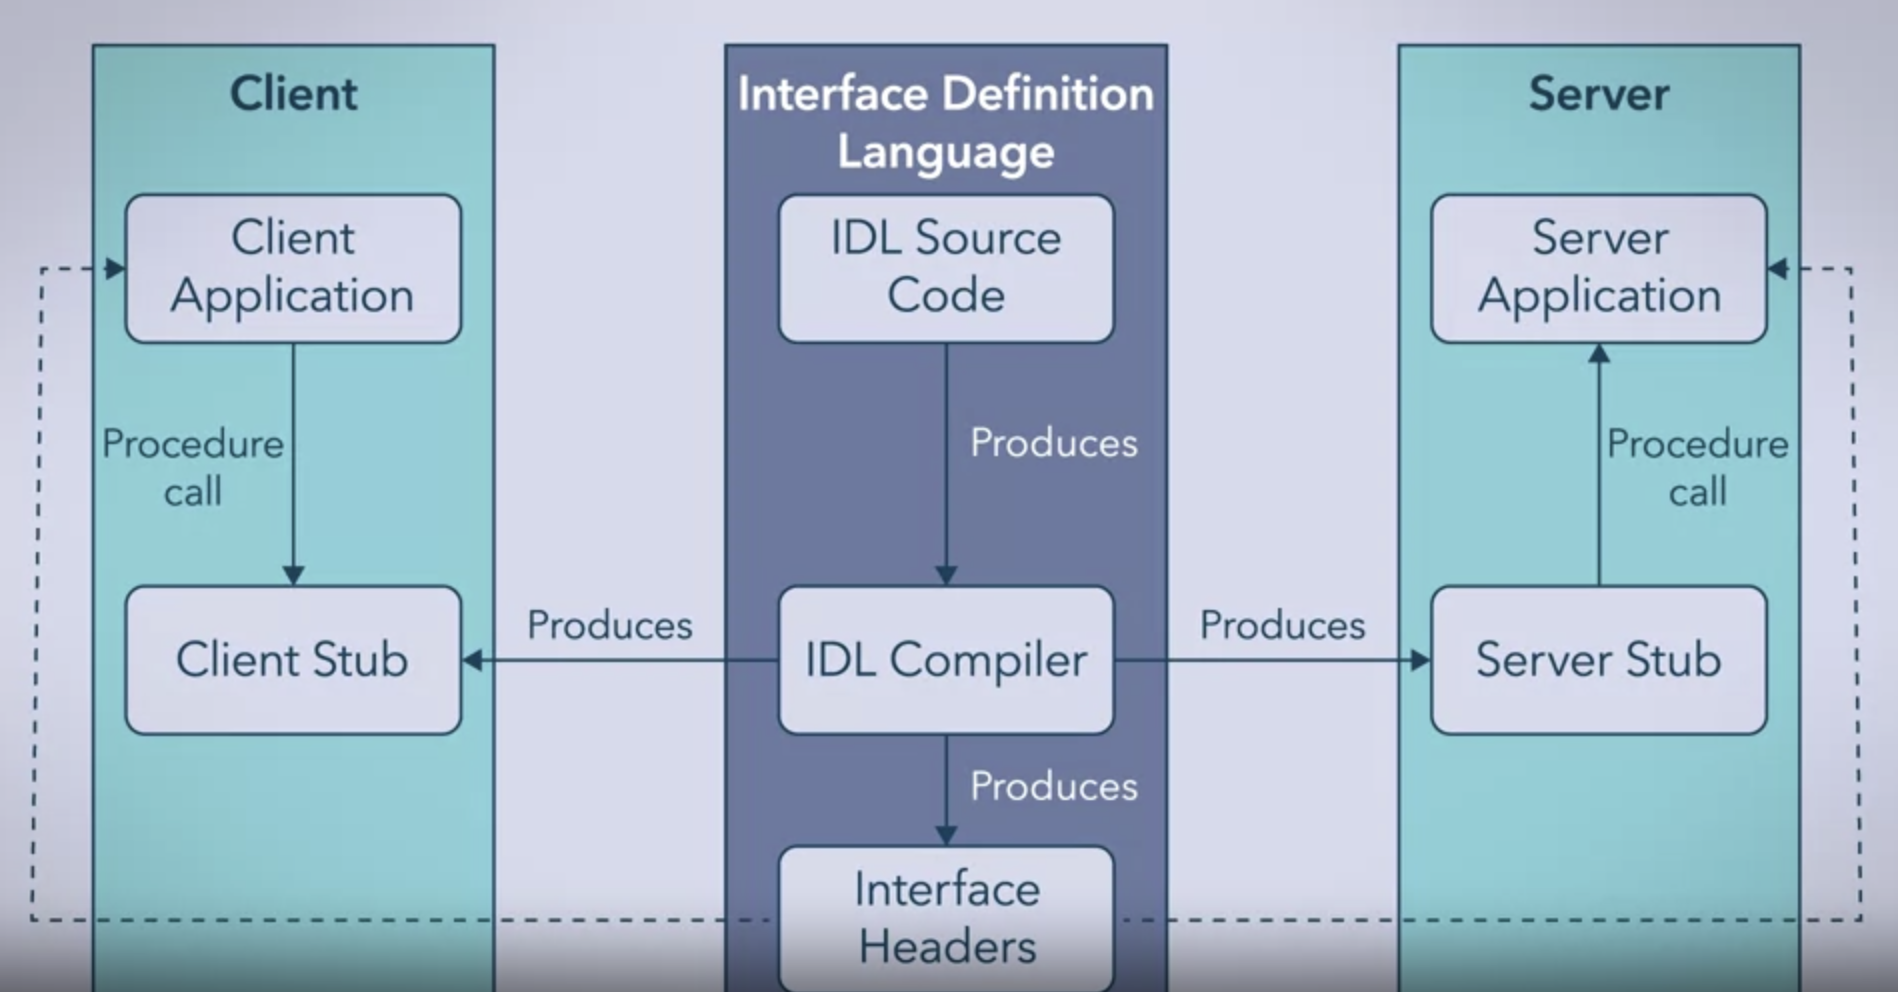 Client
Client
Application
Procedure
call
Client Stub
Produces
Interface Definition
Language
IDL Source
Code
Produces
IDL Compiler
Produces
Interface
Headers
Produces
Server
Server
Application
Procedure
call
Server Stub